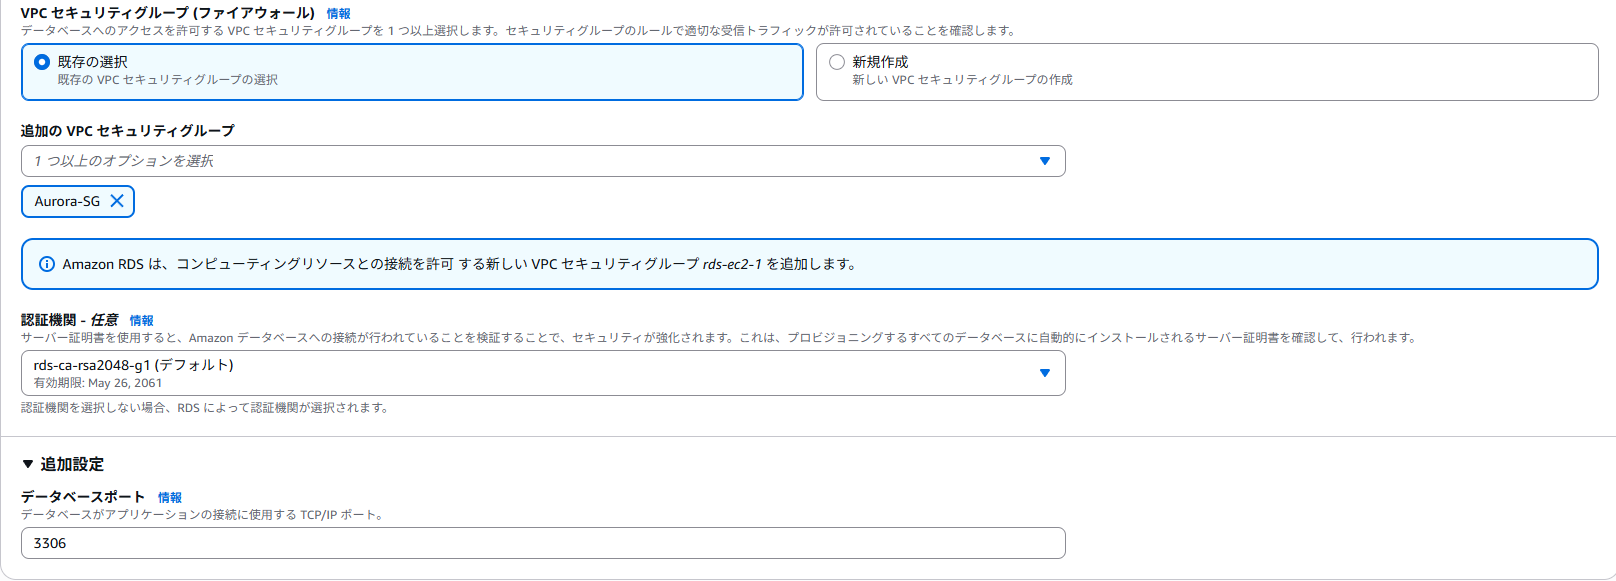 VPC セキュリティグループ (ファイアウォール) 情報
データベースへのアクセスを許可する VPC セキュリティグループを 1 つ以上選択します。セキュリティグループのルールで適切な受信トラフィックが許可されていることを確認します。
既存の選択
既存の VPC セキュリティグループの選択
新規作成
新しい VPC セキュリティグループの作成
追加の VPC セキュリティグループ
1 つ以上のオプションを選択
Aurora-SG
Amazon RDS は、コンピューティングリソースとの接続を許可 する新しい VPC セキュリティグループ rds-ec2-1 を追加します。
認証機関 - 任意 情報
サーバー証明書を使用すると、Amazon データベースへの接続が行われていることを検証することで、セキュリティが強化されます。これは、プロビジョニングするすべてのデータベースに自動的にインストールされるサーバー証明書を確認して、行われます。
rds-ca-rsa2048-g1 (デフォルト)
有効期限: May 26, 2061
認証機関を選択しない場合、RDS によって認証機関が選択されます。
追加設定
データベースポート 情報
データベースがアプリケーションの接続に使用する TCP/IP ポート。
3306